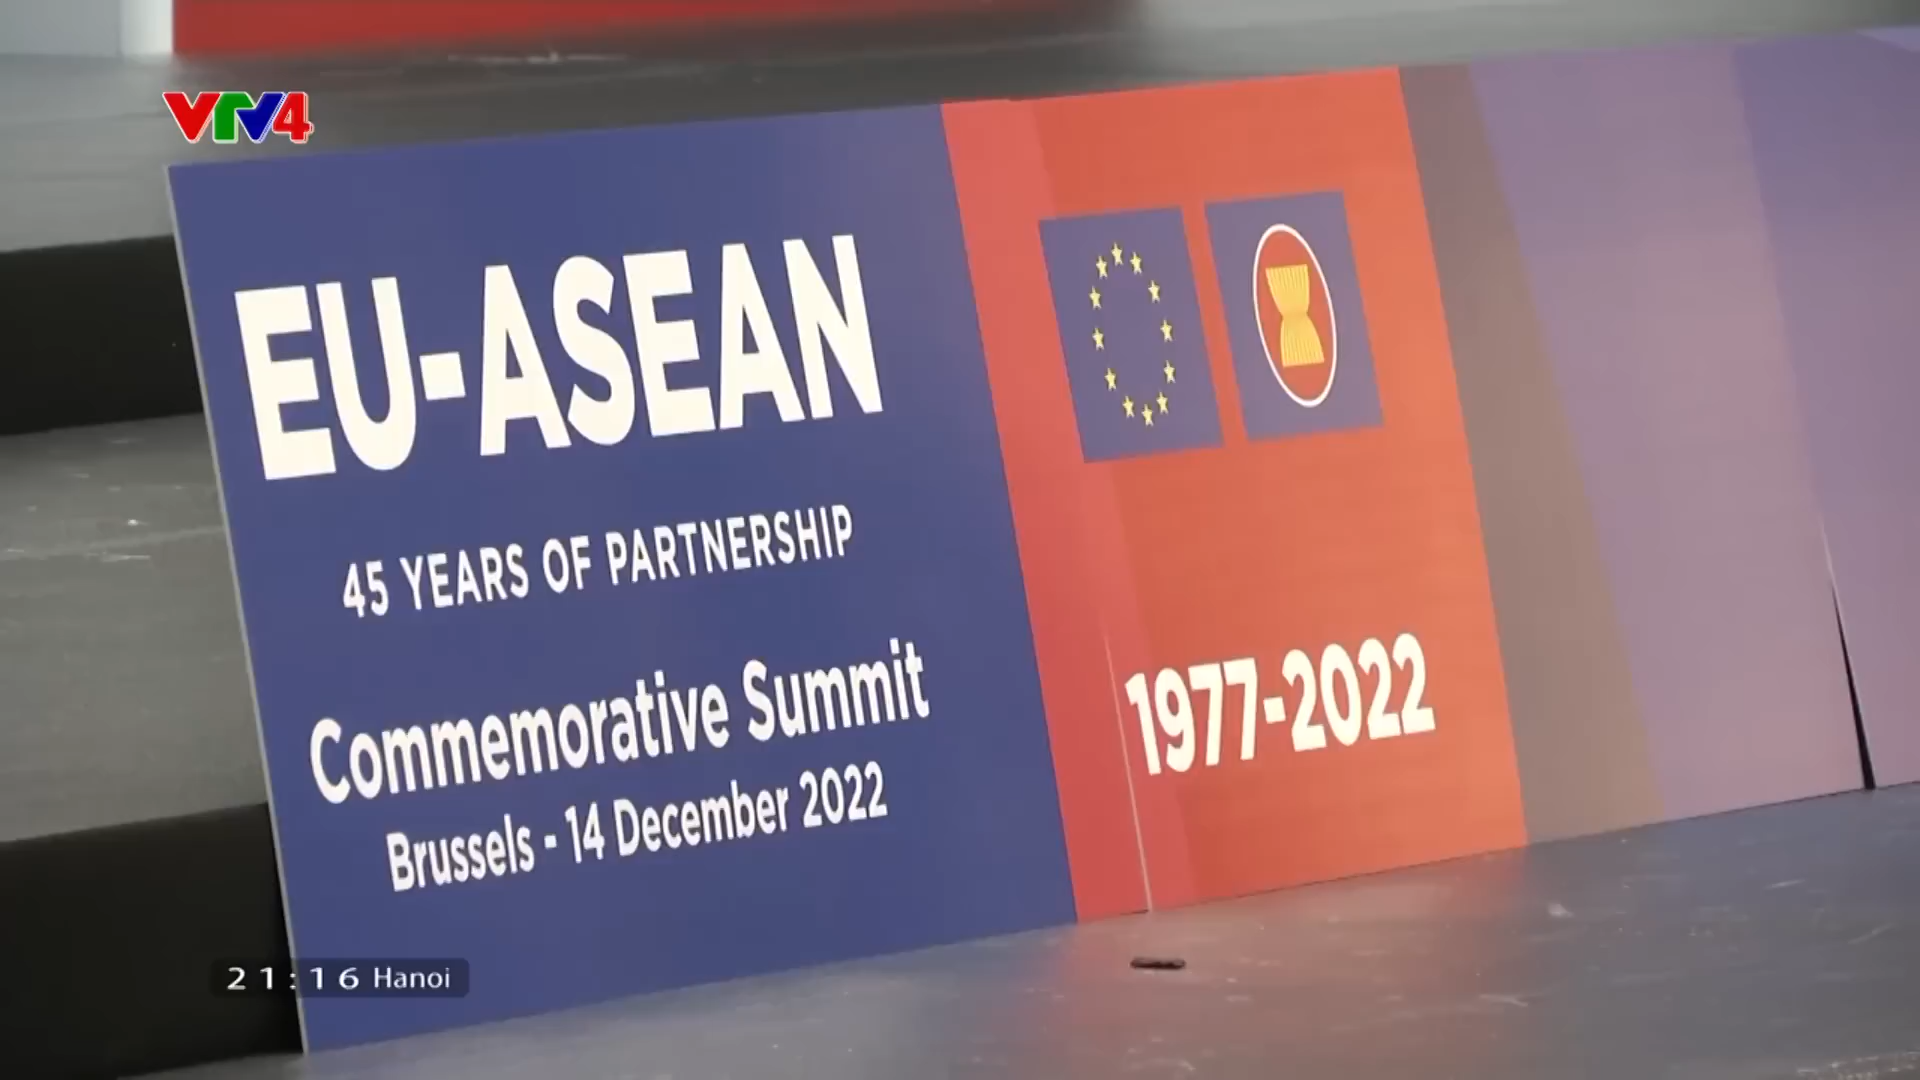 VTV4
EU-ASEAN
45 YEARS OF PARTNERSHIP
Commemorative Summit
Brussels - 14 December 2022
1977-2022
21:16 Hanoi